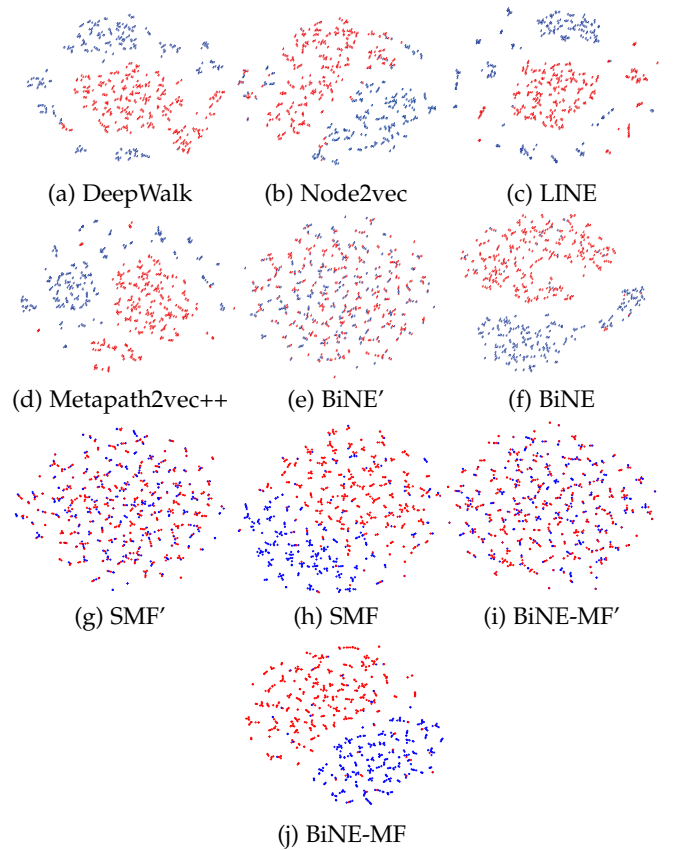 (a) DeepWalk
(b) Node2vec
(c) LINE
(d) Metapath2vec++
(e) BiNE’
(f) BiNE
(g) SMF’
(h) SMF
(i) BiNE-MF’
(j) BiNE-MF